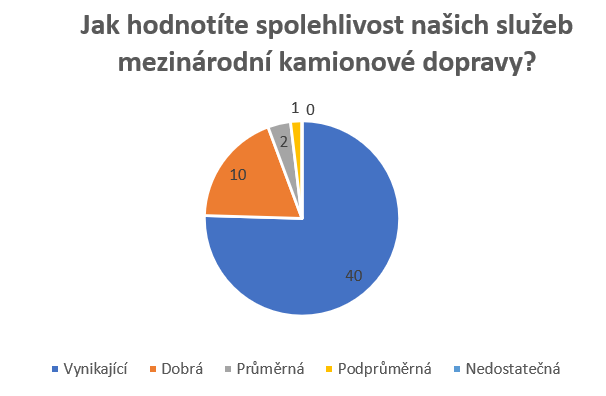 Jak hodnotíte spolehlivost našich služeb
mezinárodní kamionové dopravy?
1 0
2
10
40
Vynikající Dobrá Průměrná Podprůměrná Nedostatečná